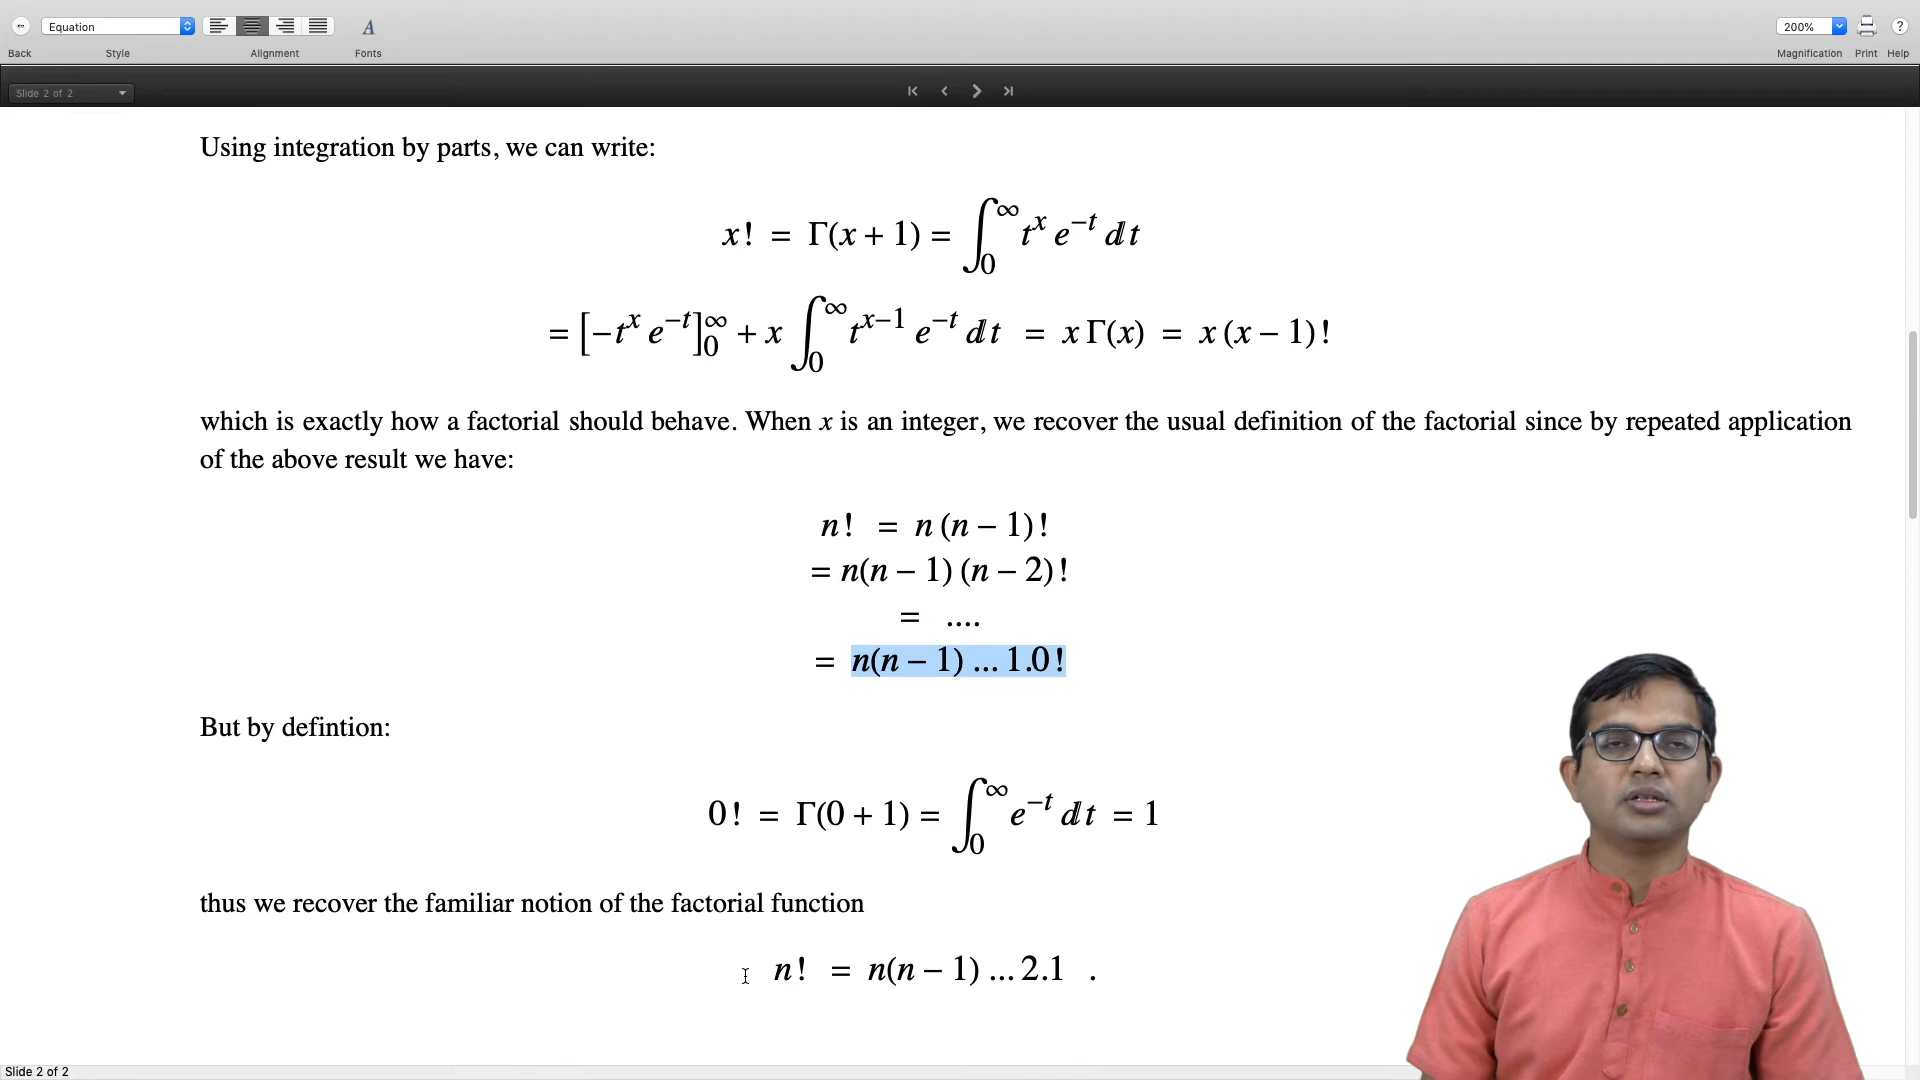 Equation
200%
Back Style Alignment Fonts Magnification Print Help
Slide 2 of 2
Using integration by parts, we can write:
x! = Γ(x + 1) = ∫₀^∞ t^x e^−t ⅆt
= [−t^x e^−t]₀^∞ + x ∫₀^∞ t^x−1 e^−t ⅆt = x Γ(x) = x (x − 1)!
which is exactly how a factorial should behave. When x is an integer, we recover the usual definition of the factorial since by repeated application
of the above result we have:
n! = n (n − 1)!
= n(n − 1) (n − 2)!
= ....
= n(n − 1) ... 1.0!
But by defintion:
0! = Γ(0 + 1) = ∫₀^∞ e^−t ⅆt = 1
thus we recover the familiar notion of the factorial function
n! = n(n − 1) ... 2.1 .
Slide 2 of 2